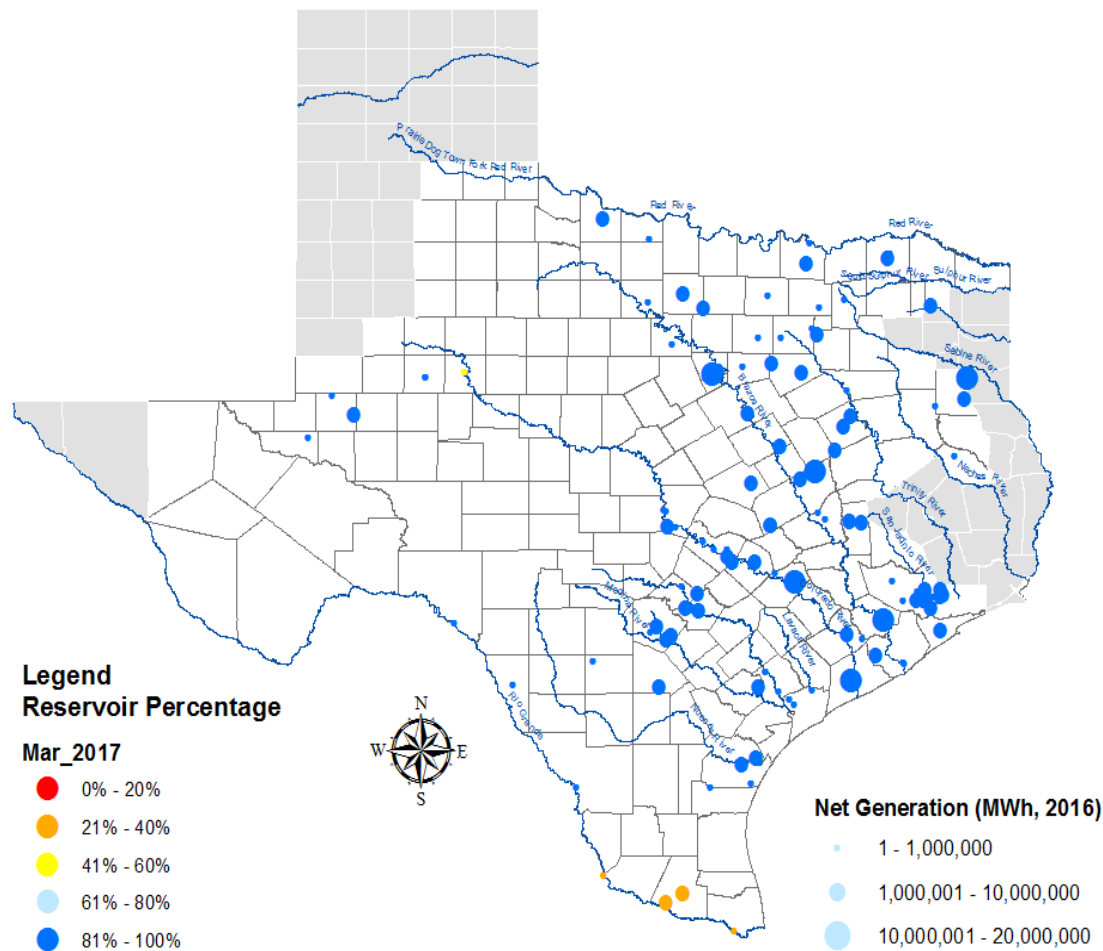 Prairie Dog Town Fork Red River
Red River
Red River
South Sulphur River
Sulphur River
Sabine River
Brazos River
Neches River
Trinity River
San Jacinto River
Colorado River
Medina River
Lavaca River
Nueces River
Rio Grande
Legend
Reservoir Percentage
Mar_2017
0% - 20%
21% - 40%
41% - 60%
61% - 80%
81% - 100%
N
W
E
S
Net Generation (MWh, 2016)
1 - 1,000,000
1,000,001 - 10,000,000
10,000,001 - 20,000,000